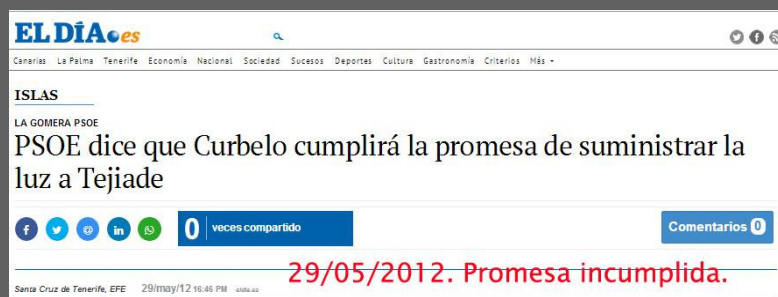 EL DÍA.es
Canarias La Palma Tenerife Economía Nacional Sociedad Sucesos Deportes Cultura Gastronomía Criterios Más
ISLAS
LA GOMERA PSOE
PSOE dice que Curbelo cumplirá la promesa de suministrar la
luz a Tejiade
0 veces compartido
Comentarios 0
29/05/2012. Promesa incumplida.
Santa Cruz de Tenerife, EFE 29/may/12 16:46 PM eldia.es